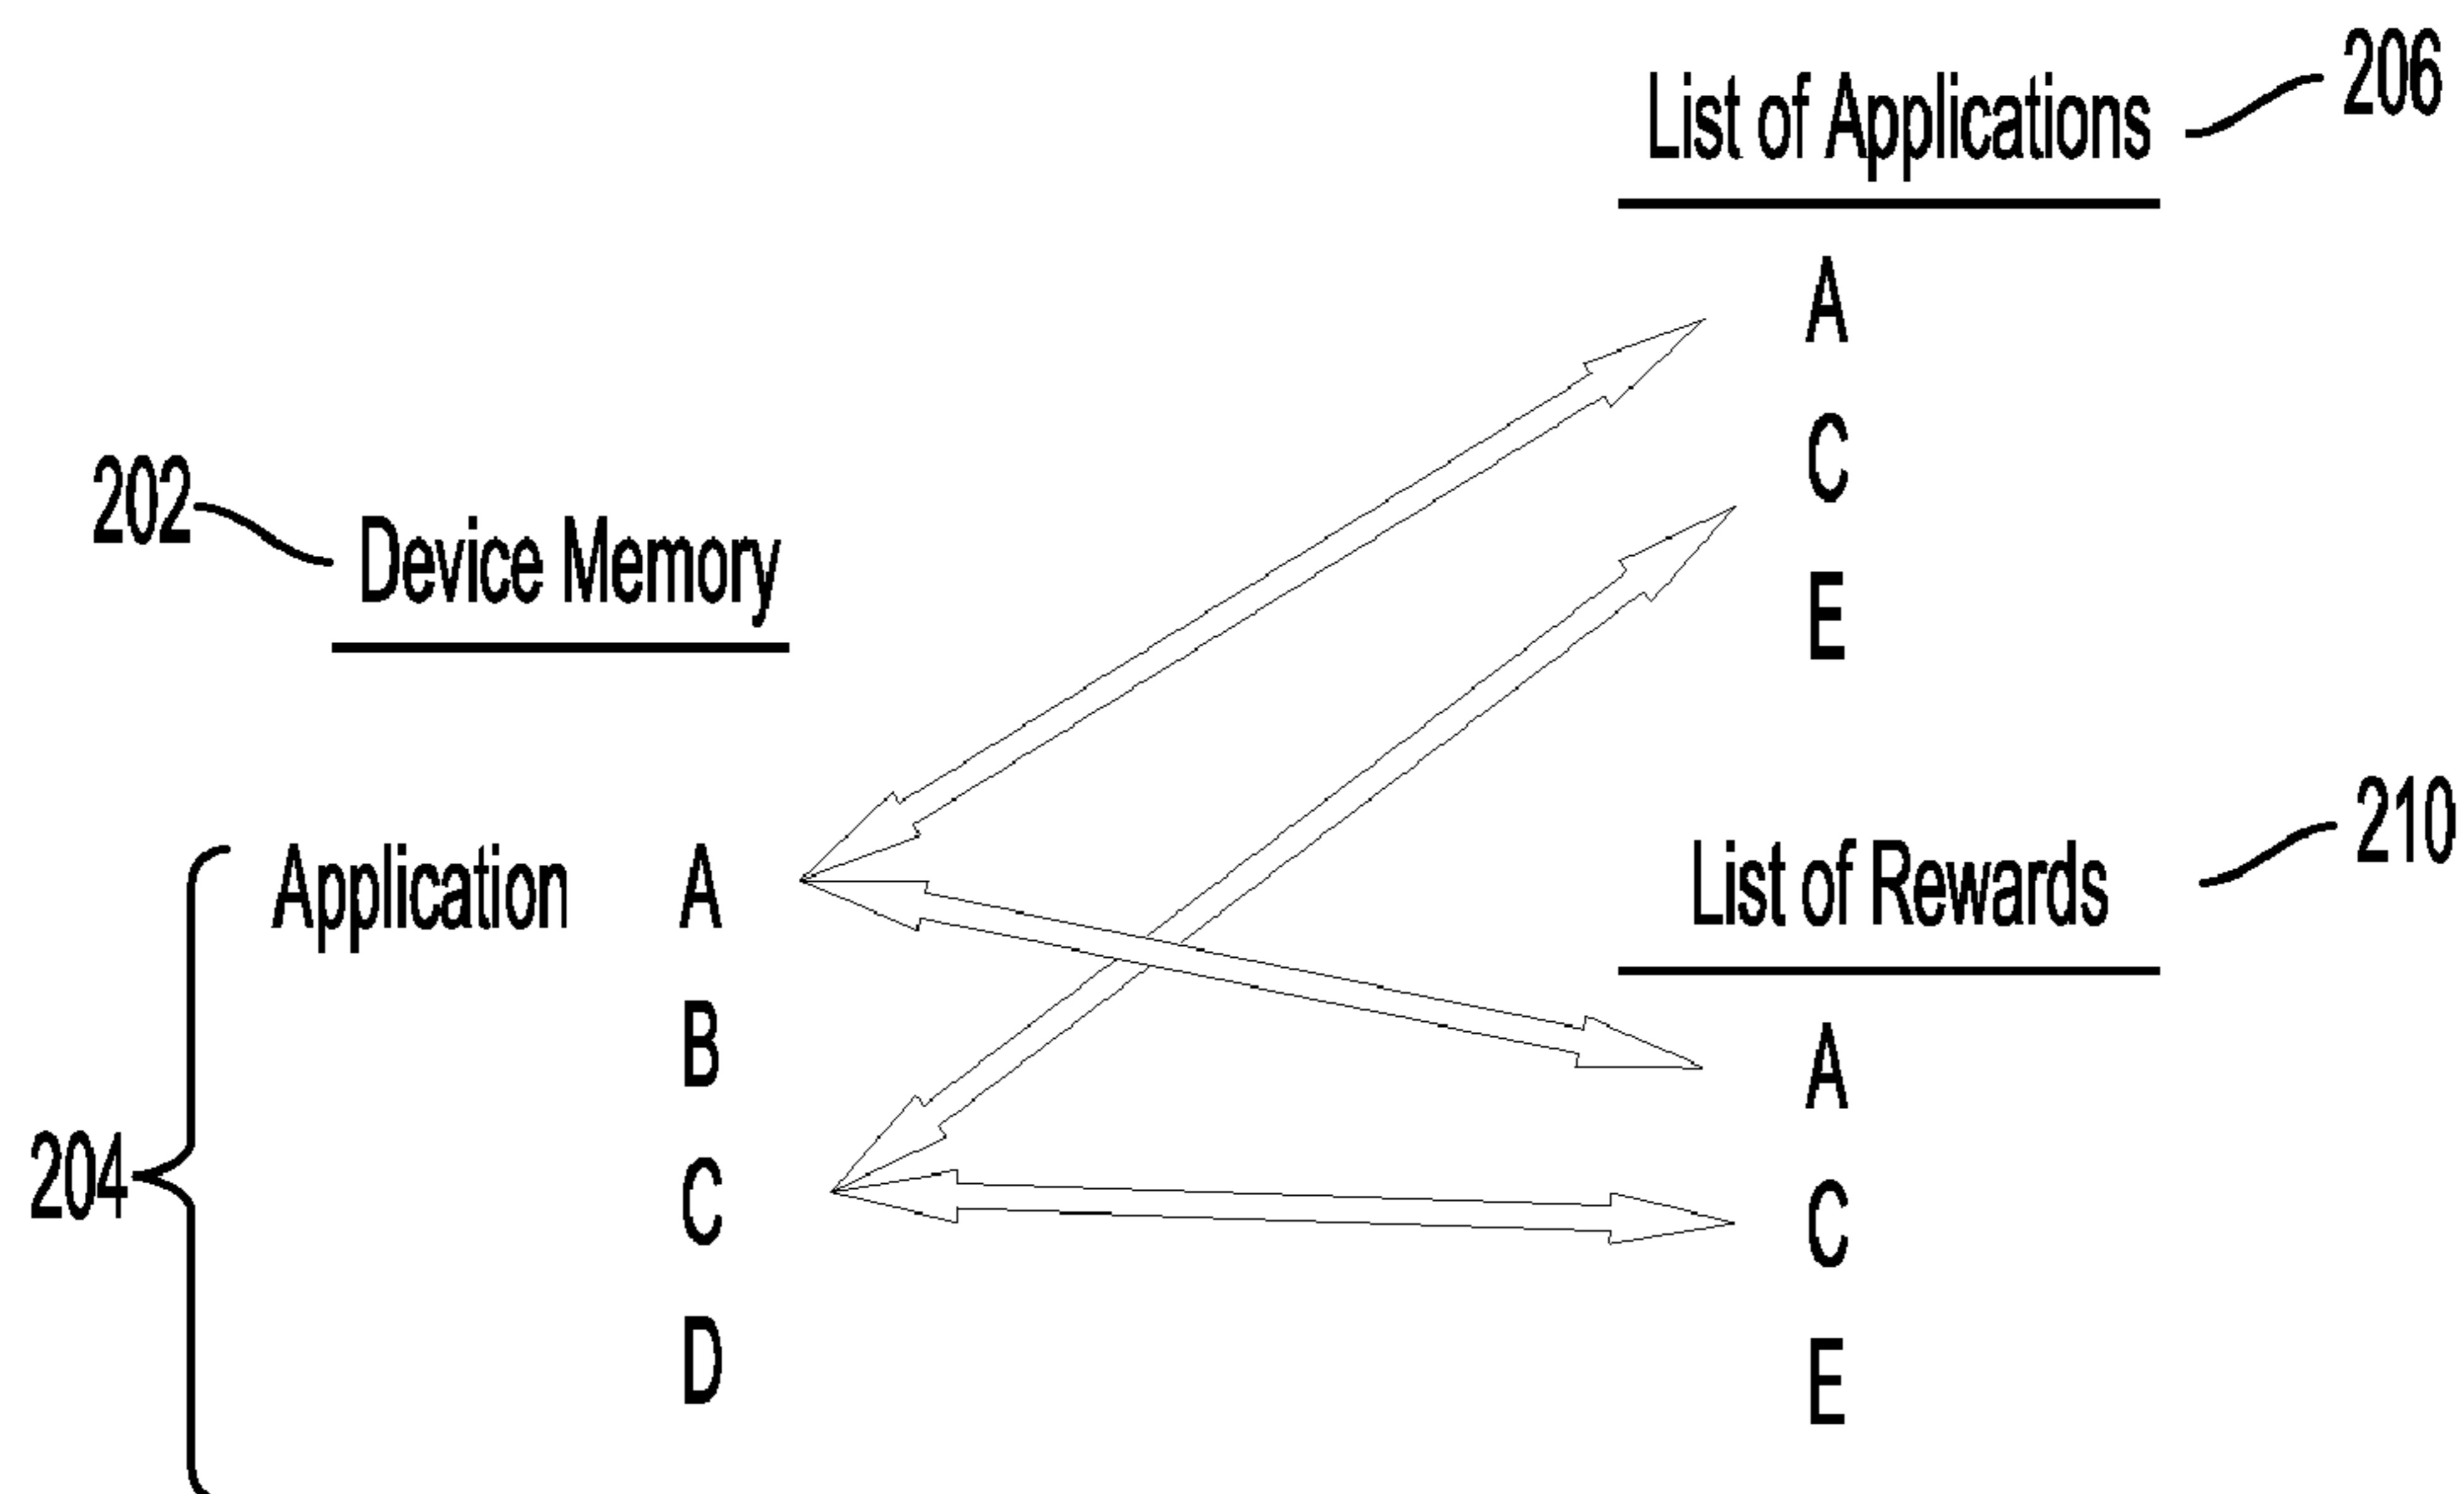 206
List of Applications
A
C
E
202
Device Memory
210
List of Rewards
204
Application A
B
C
D
A
C
E